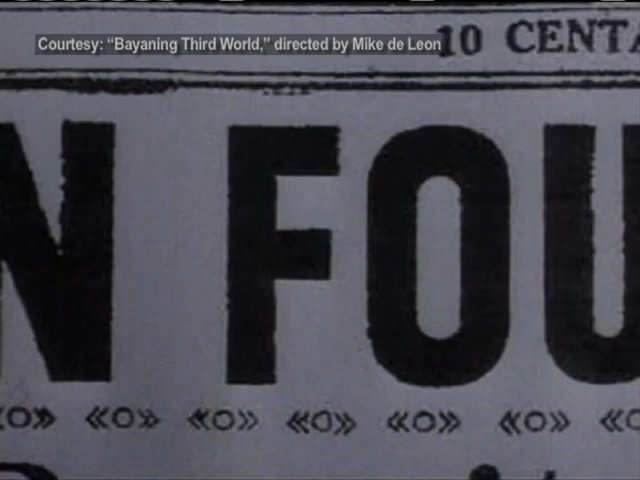 Courtesy: “Bayaning Third World,” directed by Mike de Leon
10 CENTA
N FOU
«O» «O» «O» «O» «O» «O» «O